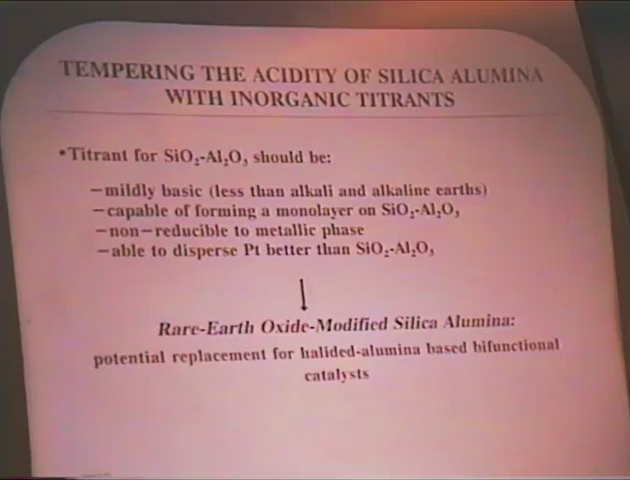 TEMPERING THE ACIDITY OF SILICA ALUMINA
WITH INORGANIC TITRANTS
•Titrant for SiO₂-Al₂O₃ should be:
—mildly basic (less than alkali and alkaline earths)
—capable of forming a monolayer on SiO₂-Al₂O₃
—non-reducible to metallic phase
—able to disperse Pt better than SiO₂-Al₂O₃
↓
Rare-Earth Oxide-Modified Silica Alumina:
potential replacement for halided-alumina based bifunctional
catalysts